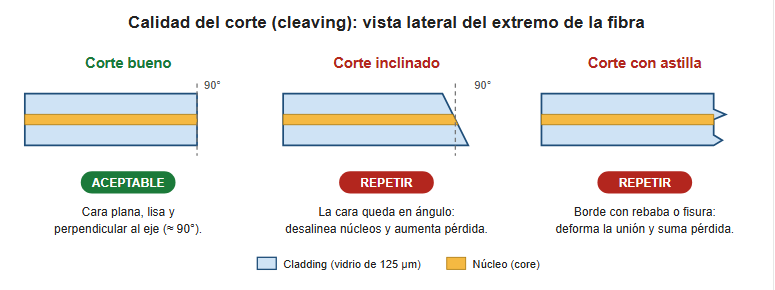 Calidad del corte (cleaving): vista lateral del extremo de la fibra
Corte bueno
90°
ACEPTABLE
Cara plana, lisa y
perpendicular al eje (≈ 90°).
Corte inclinado
90°
REPETIR
La cara queda en ángulo:
desalinea núcleos y aumenta pérdida.
Corte con astilla
REPETIR
Borde con rebaba o fisura:
deforma la unión y suma pérdida.
Cladding (vidrio de 125 µm)
Núcleo (core)